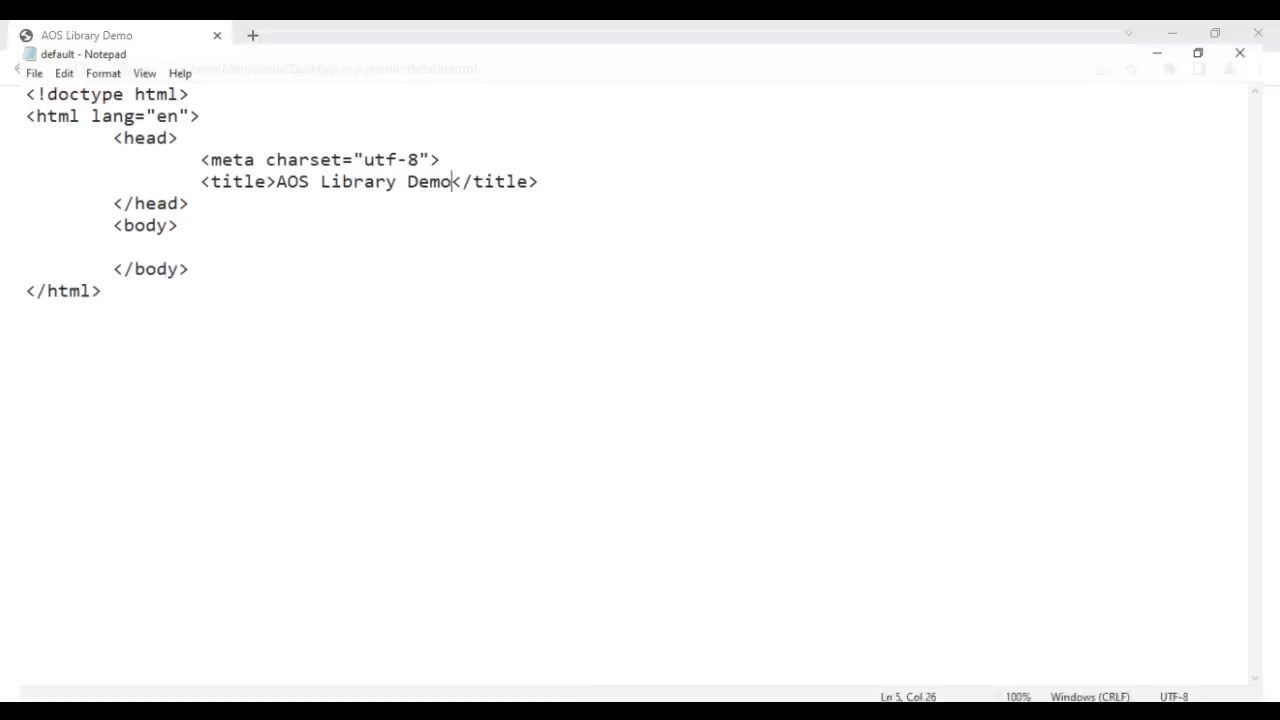 AOS Library Demo
default - Notepad
File Edit Format View Help
<!doctype html>
<html lang="en">
<head>
<meta charset="utf-8">
<title>AOS Library Demo</title>
</head>
<body>
</body>
</html>
Ln 5, Col 26 100% Windows (CRLF) UTF-8